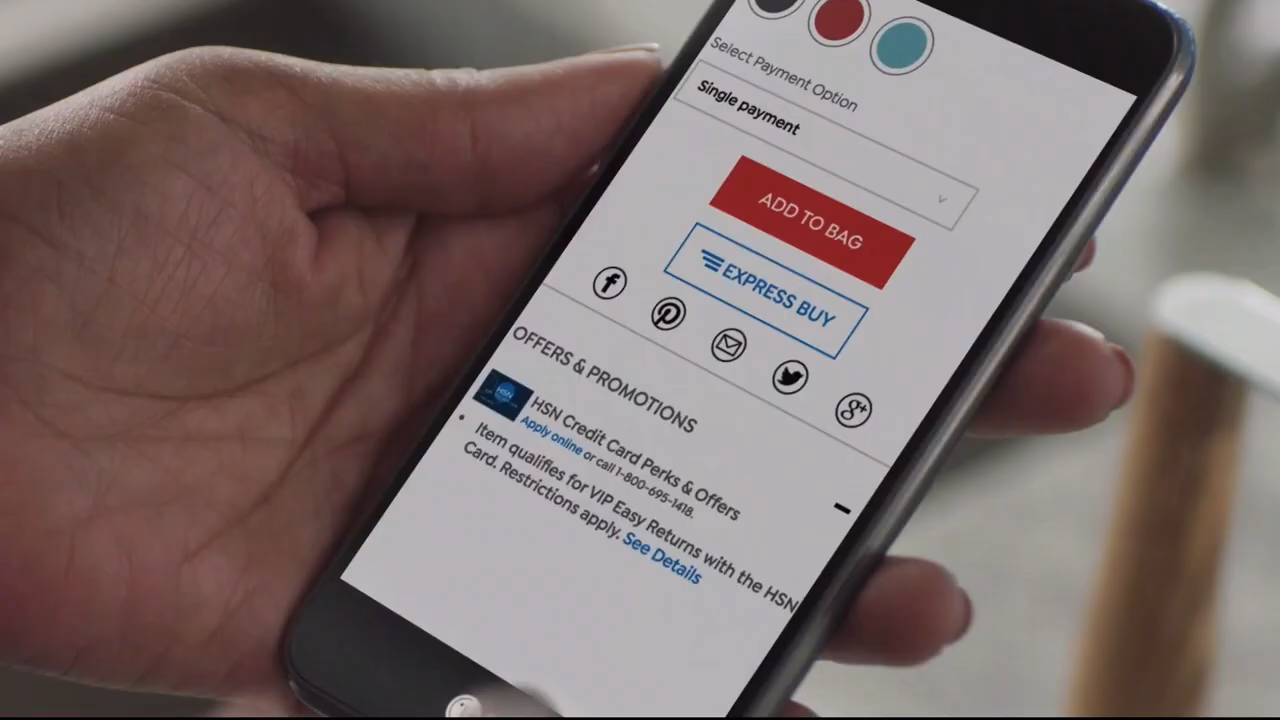 Select Payment Option
Single payment
ADD TO BAG
EXPRESS BUY
OFFERS & PROMOTIONS
HSN
HSN Credit Card Perks & Offers
Apply online or call 1-800-695-1418.
Item qualifies for VIP Easy Returns with the HSN
Card. Restrictions apply. See Details